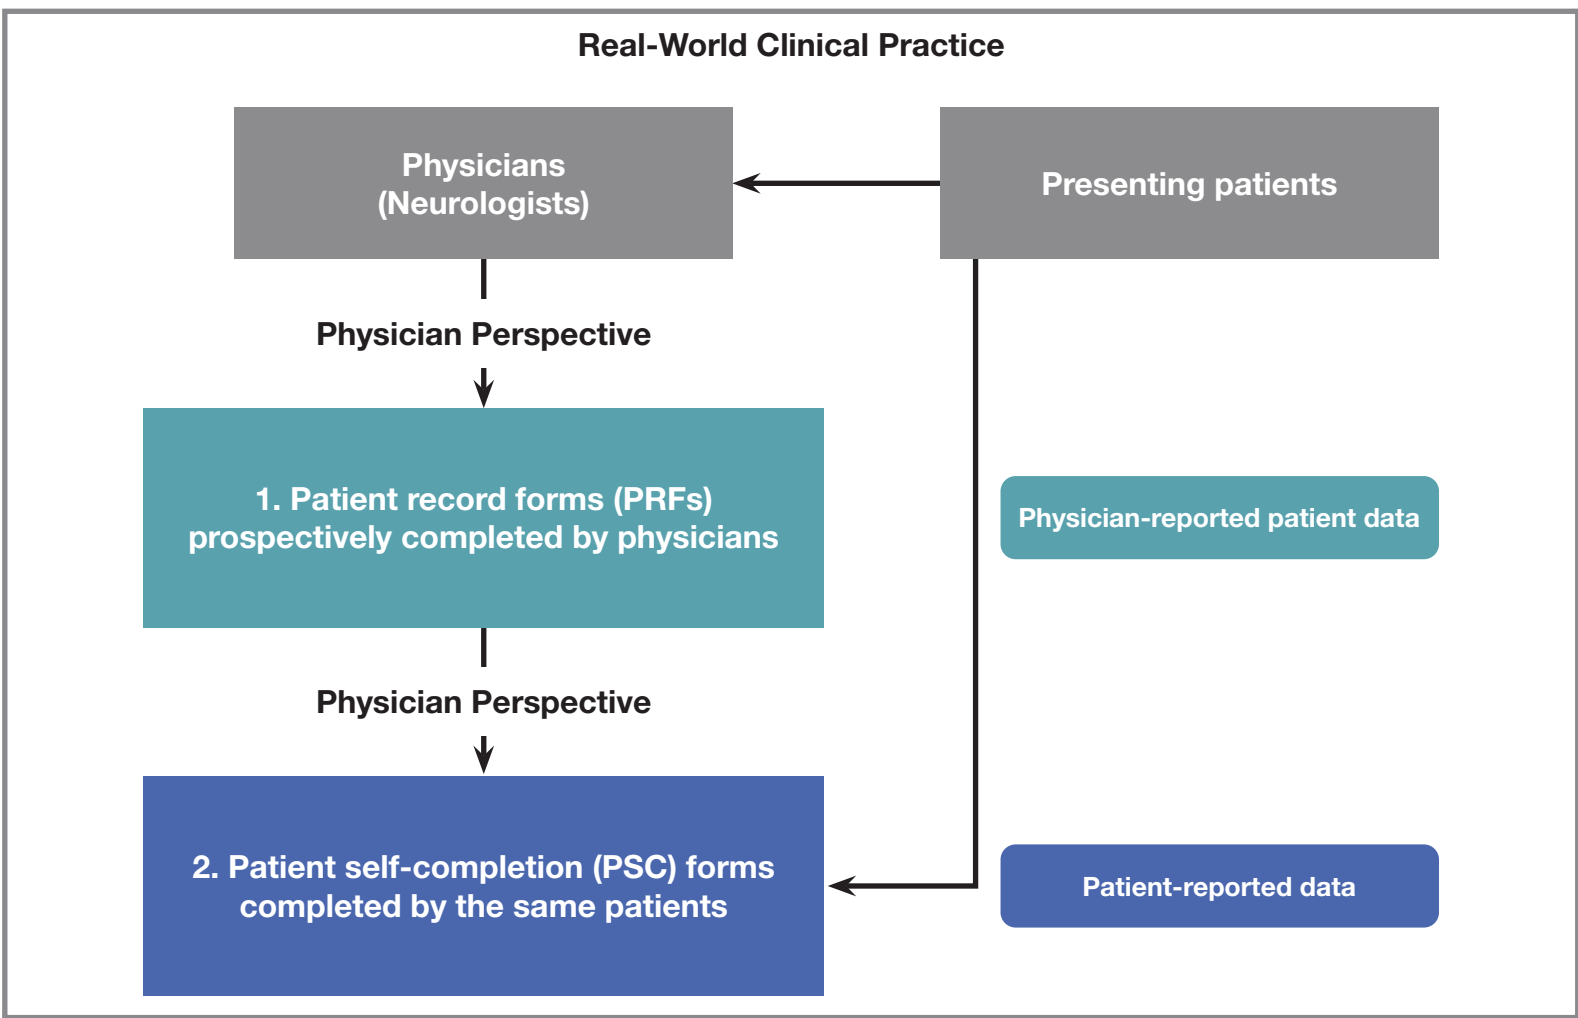 Real-World Clinical Practice
Physicians
(Neurologists)
Presenting patients
Physician Perspective
1. Patient record forms (PRFs)
prospectively completed by physicians
Physician-reported patient data
Physician Perspective
2. Patient self-completion (PSC) forms
completed by the same patients
Patient-reported data